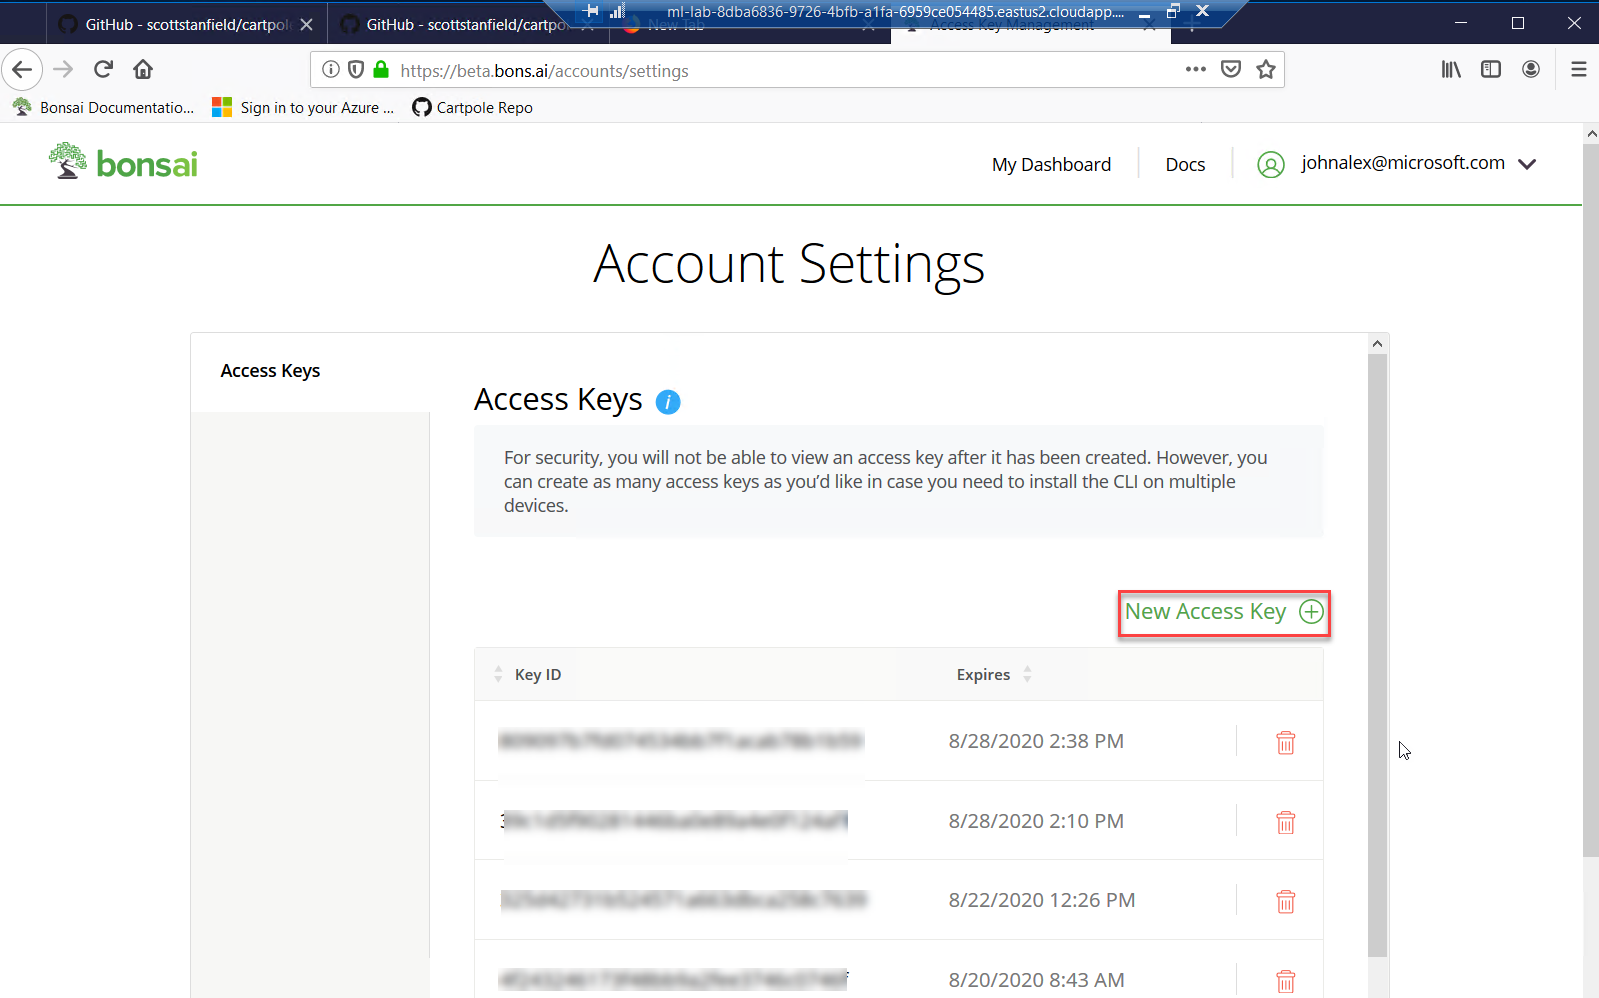 GitHub - scottstanfield/cartpol
GitHub - scottstanfield/cartpo
New Tab
Access Key Management
ml-lab-8dba6836-9726-4bfb-a1fa-6959ce054485.eastus2.cloudapp....
https://beta.bons.ai/accounts/settings
Bonsai Documentatio...
Sign in to your Azure ...
Cartpole Repo
bonsai
My Dashboard
Docs
johnalex@microsoft.com
Account Settings
Access Keys
Access Keys
For security, you will not be able to view an access key after it has been created. However, you
can create as many access keys as you’d like in case you need to install the CLI on multiple
devices.
New Access Key
Key ID
Expires
8/28/2020 2:38 PM
8/28/2020 2:10 PM
8/22/2020 12:26 PM
8/20/2020 8:43 AM